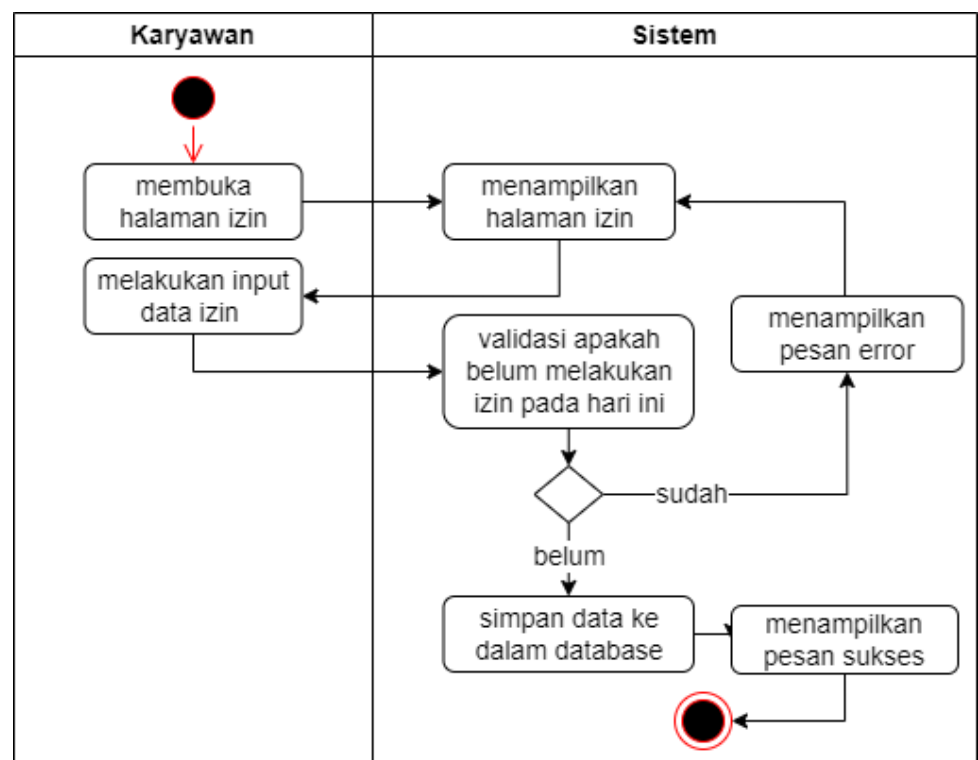 Karyawan
Sistem
membuka
halaman izin
menampilkan
halaman izin
melakukan input
data izin
validasi apakah
belum melakukan
izin pada hari ini
menampilkan
pesan error
sudah
belum
simpan data ke
dalam database
menampilkan
pesan sukses